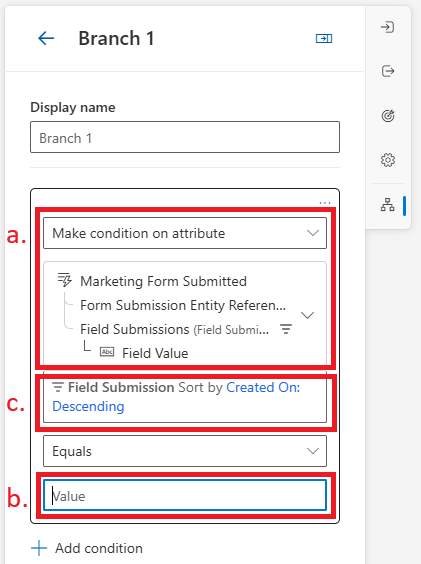 Branch 1
Display name
Branch 1
...
a.
Make condition on attribute
Marketing Form Submitted
Form Submission Entity Referen...
Field Submissions (Field Submi...
Abc Field Value
c.
Field Submission Sort by Created On:
Descending
Equals
b.
Value
Add condition